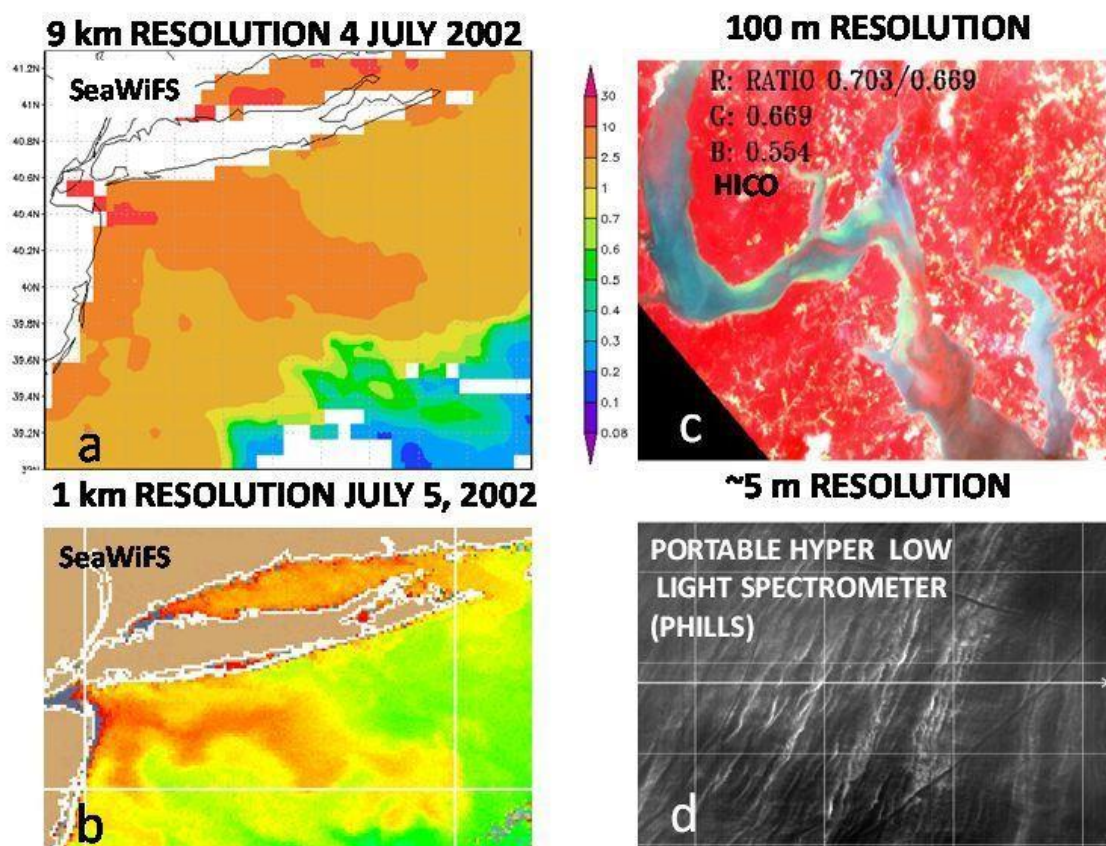 9 km RESOLUTION 4 JULY 2002
SeaWiFS
41.2N
41N
40.8N
40.6N
40.4N
40.2N
40N
39.8N
39.6N
39.4N
39.2N
a
30
10
2.5
1
0.7
0.6
0.5
0.4
0.3
0.2
0.1
0.08
1 km RESOLUTION JULY 5, 2002
SeaWiFS
b
100 m RESOLUTION
R: RATIO 0.703/0.669
G: 0.669
B: 0.554
HICO
c
~5 m RESOLUTION
PORTABLE HYPER LOW
LIGHT SPECTROMETER
(PHILLS)
d